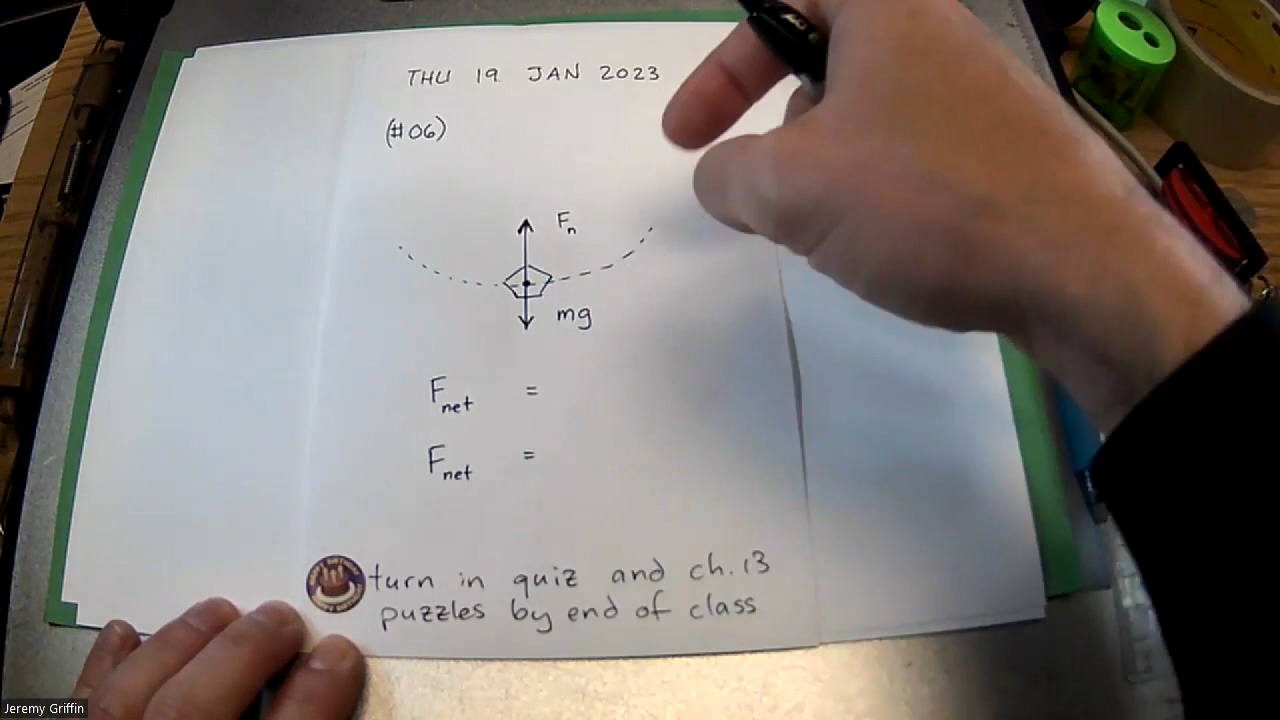 THU 19 JAN 2023
(#06)
Fn
mg
Fnet =
Fnet =
turn in quiz and ch. 13
puzzles by end of class
Jeremy Griffin